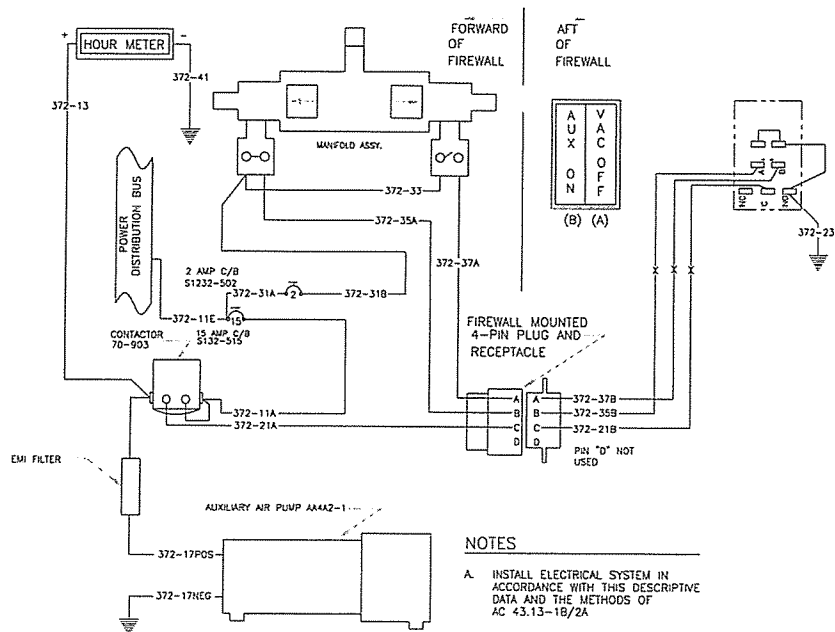 FORWARD
OF
FIREWALL
AFT
OF
FIREWALL
+
HOUR METER
-
372-41
372-13
MANIFOLD ASSY.
AUX ON
VAC OFF
(B) (A)
A
B
NC
C
NO
372-23
POWER
DISTRIBUTION BUS
372-33
372-35A
372-37A
2 AMP C/B
S1232-502
372-31A
2
372-31B
372-11E
15
15 AMP C/B
S132-515
CONTACTOR
70-903
FIREWALL MOUNTED
4-PIN PLUG AND
RECEPTACLE
372-11A
372-21A
A
B
C
D
A
B
C
D
372-37B
372-35B
372-21B
PIN "D" NOT
USED
EMI FILTER
AUXILIARY AIR PUMP AA4A2-1
372-17POS
372-17NEG
NOTES
A. INSTALL ELECTRICAL SYSTEM IN
ACCORDANCE WITH THIS DESCRIPTIVE
DATA AND THE METHODS OF
AC 43.13-1B/2A